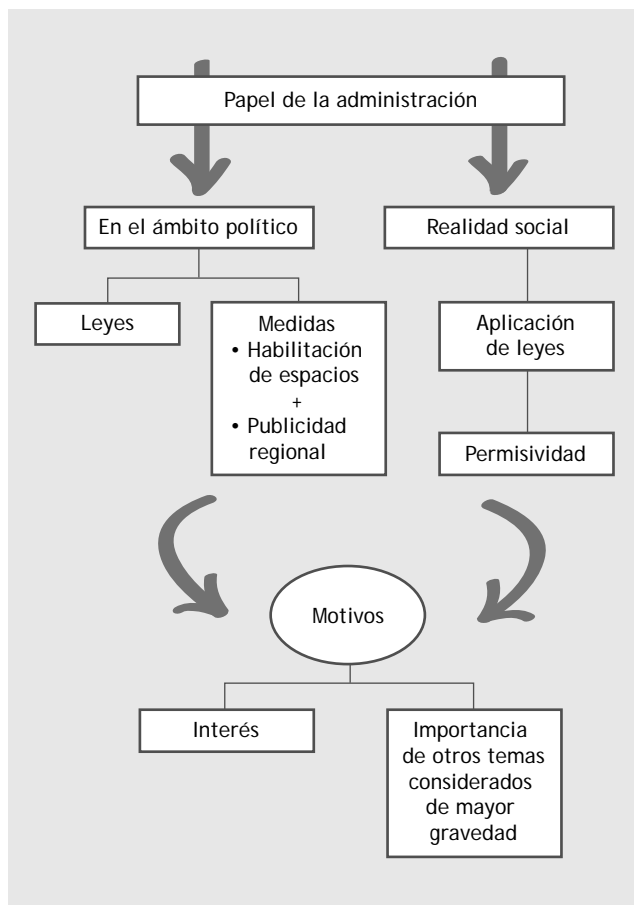 Papel de la administración
En el ámbito político
Realidad social
Leyes
Medidas
• Habilitación
de espacios
+
• Publicidad
regional
Aplicación
de leyes
Permisividad
Motivos
Interés
Importancia
de otros temas
considerados
de mayor
gravedad